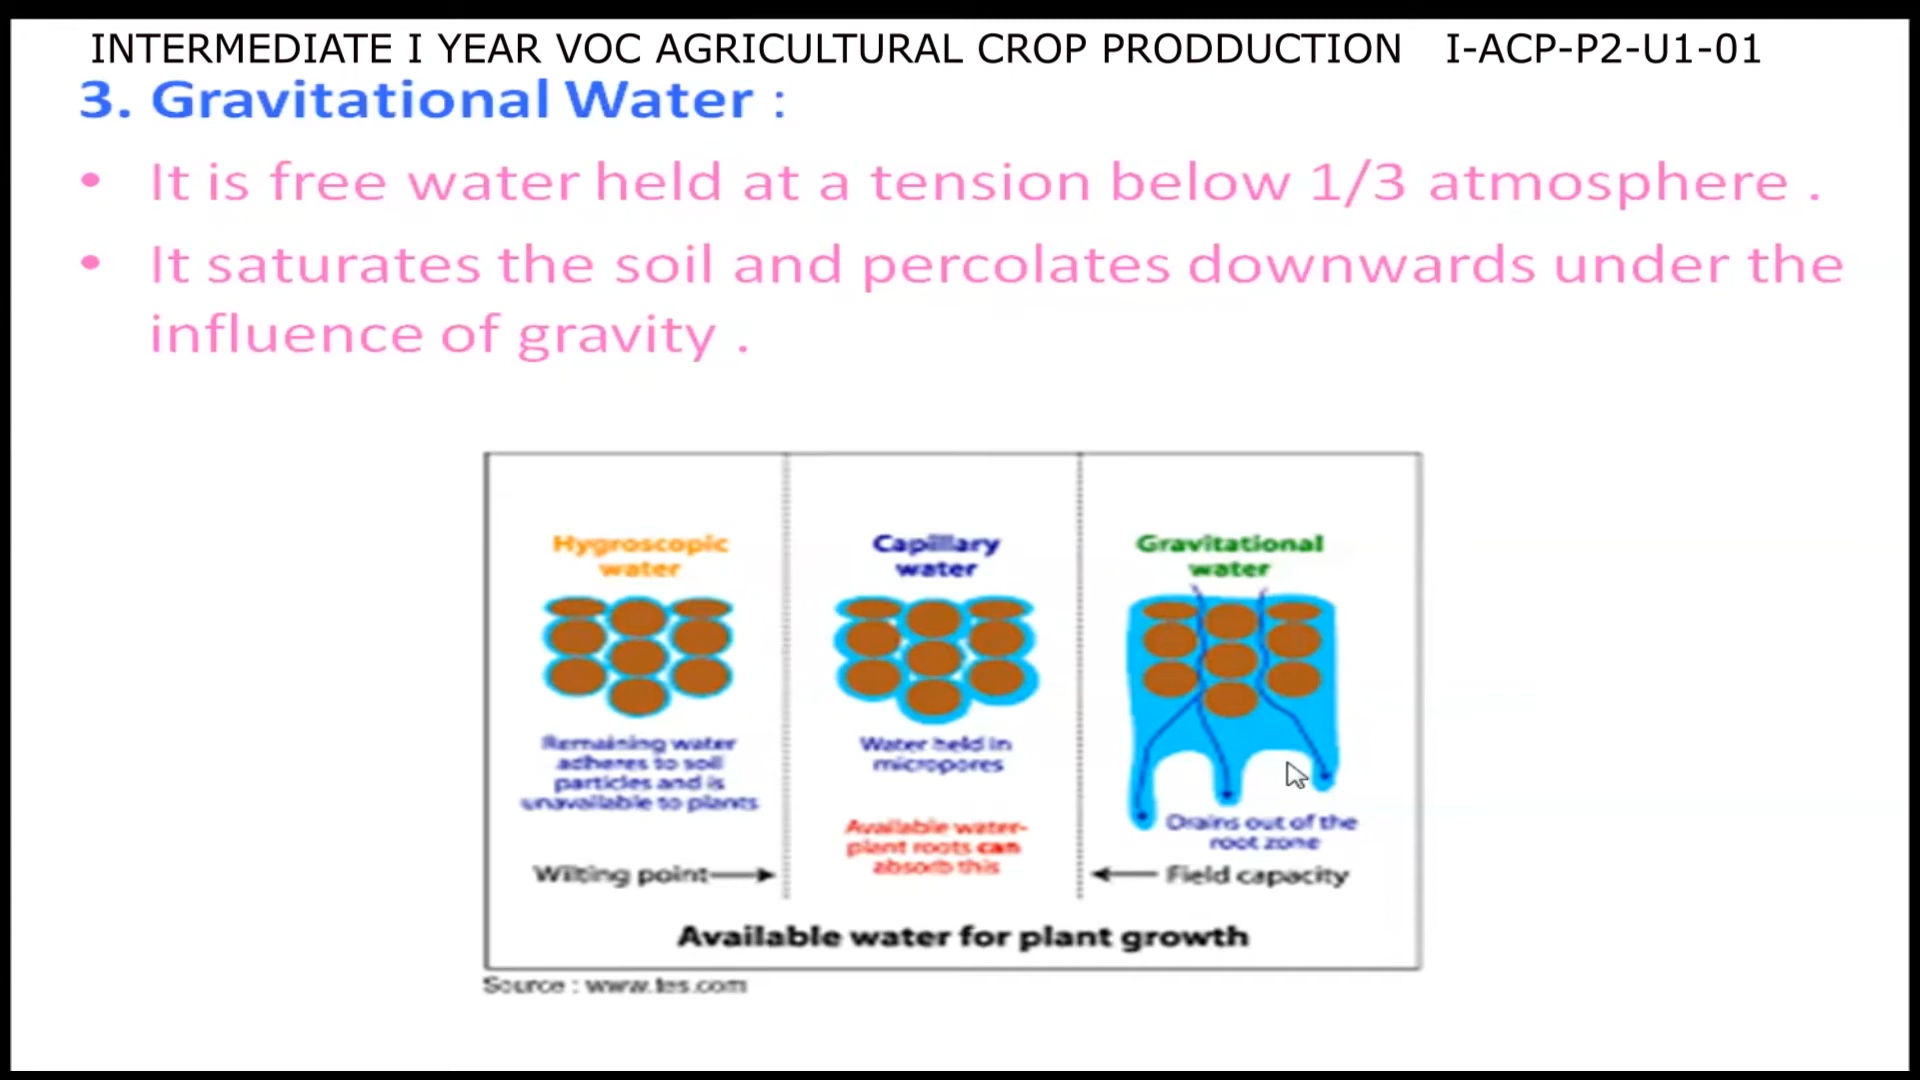 INTERMEDIATE I YEAR VOC AGRICULTURAL CROP PRODDUCTION I-ACP-P2-U1-01
3. Gravitational Water :
• It is free water held at a tension below 1/3 atmosphere .
• It saturates the soil and percolates downwards under the
influence of gravity .
Hygroscopic
water
Remaining water
adheres to soil
particles and is
unavailable to plants
Wilting point
Capillary
water
Water held in
micropores
Available water-
plant roots can
absorb this
Gravitational
water
Drains out of the
root zone
Field capacity
Available water for plant growth
Source : www.tes.com